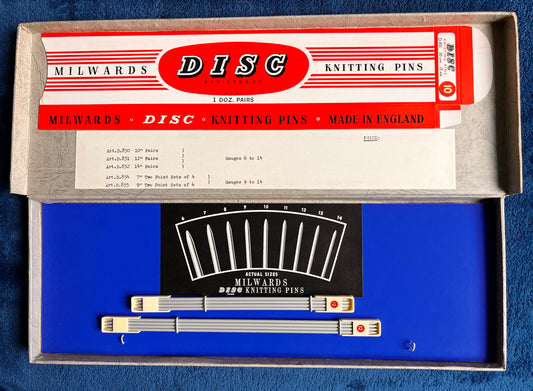 MILWARDS DISC KNITTING PINS
REGISTERED
1 DOZ. PAIRS
DISC
10
MILWARDS · DISC · KNITTING PINS · MADE IN ENGLAND
PRICE:
Art.D.850 10" Pairs )
Art.D.851 12" Pairs ) Gauges 6 to 14
Art.D.852 14" Pairs )
Art.D.854 7" Two Point Sets of 4 )
Art.D.855 9" Two Point Sets of 4 ) Gauges 9 to 14
6 7 8 9 10 11 12 13 14
ACTUAL SIZES
MILWARDS
DISC KNITTING PINS